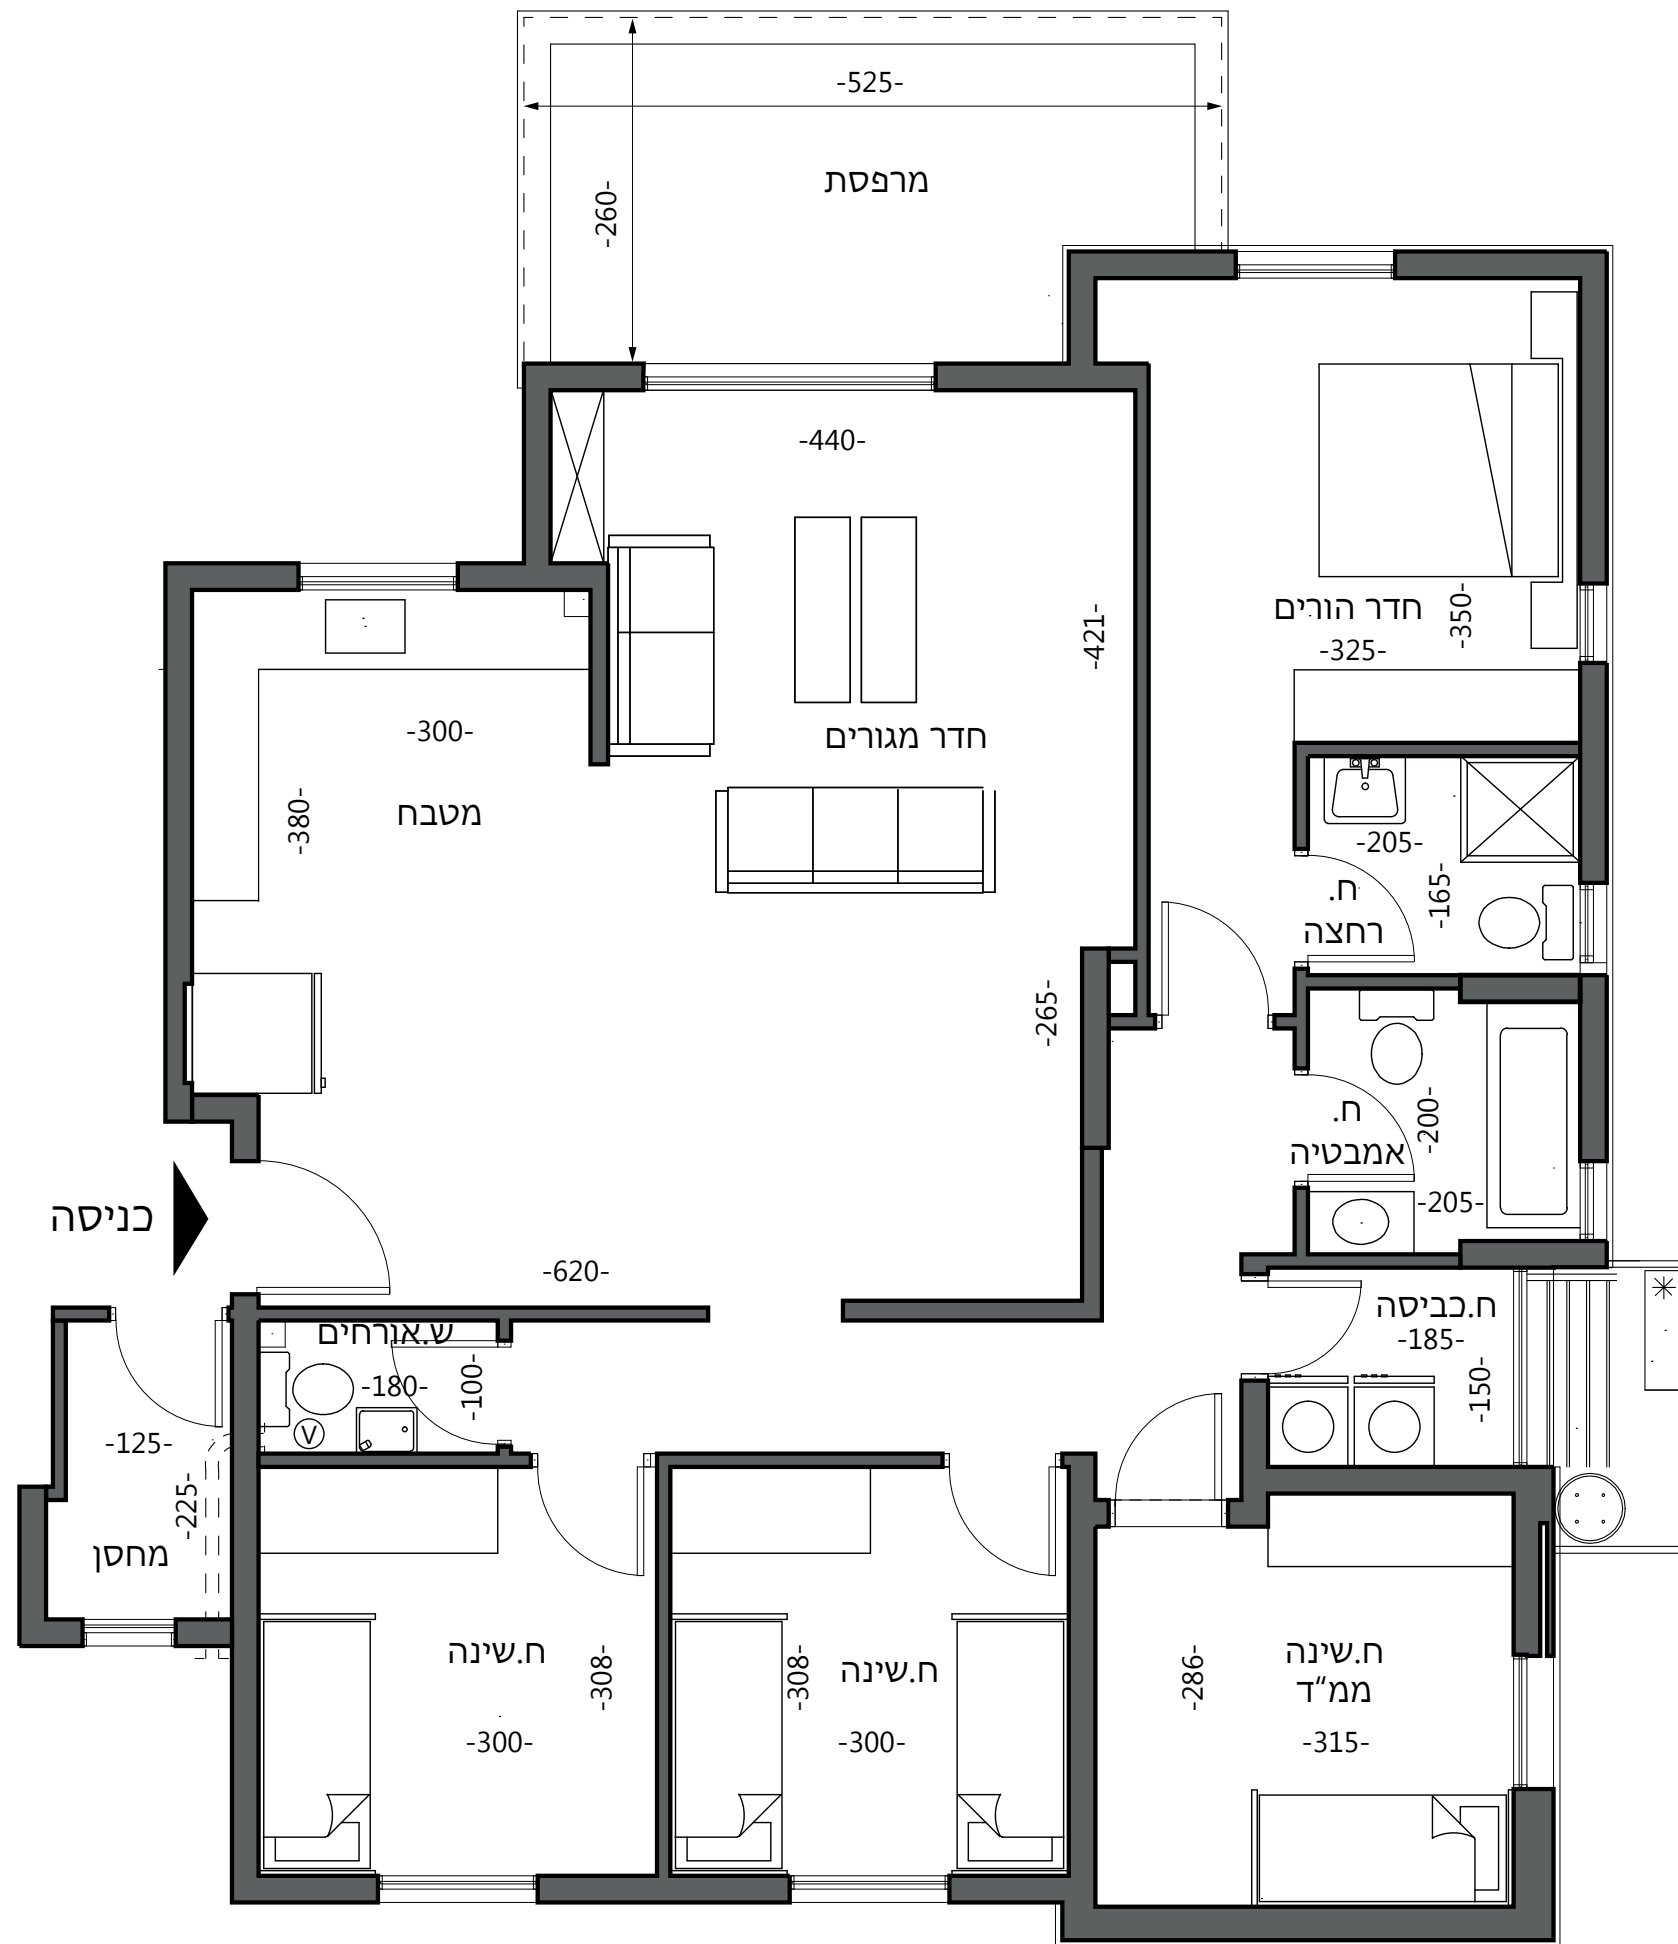 -525-
-260-
מרפסת
-440-
-421-
חדר הורים
-350-
-325-
-300-
חדר מגורים
-380-
מטבח
-205-
ח.
רחצה
-165-
-265-
ח.
אמבטיה
-200-
-205-
כניסה
-620-
ח.כביסה
-185-
-150-
ש.אורחים
-180-
-100-
V
-125-
-225-
מחסן
ח.שינה
-308-
-300-
ח.שינה
-308-
-300-
ח.שינה
ממ"ד
-286-
-315-